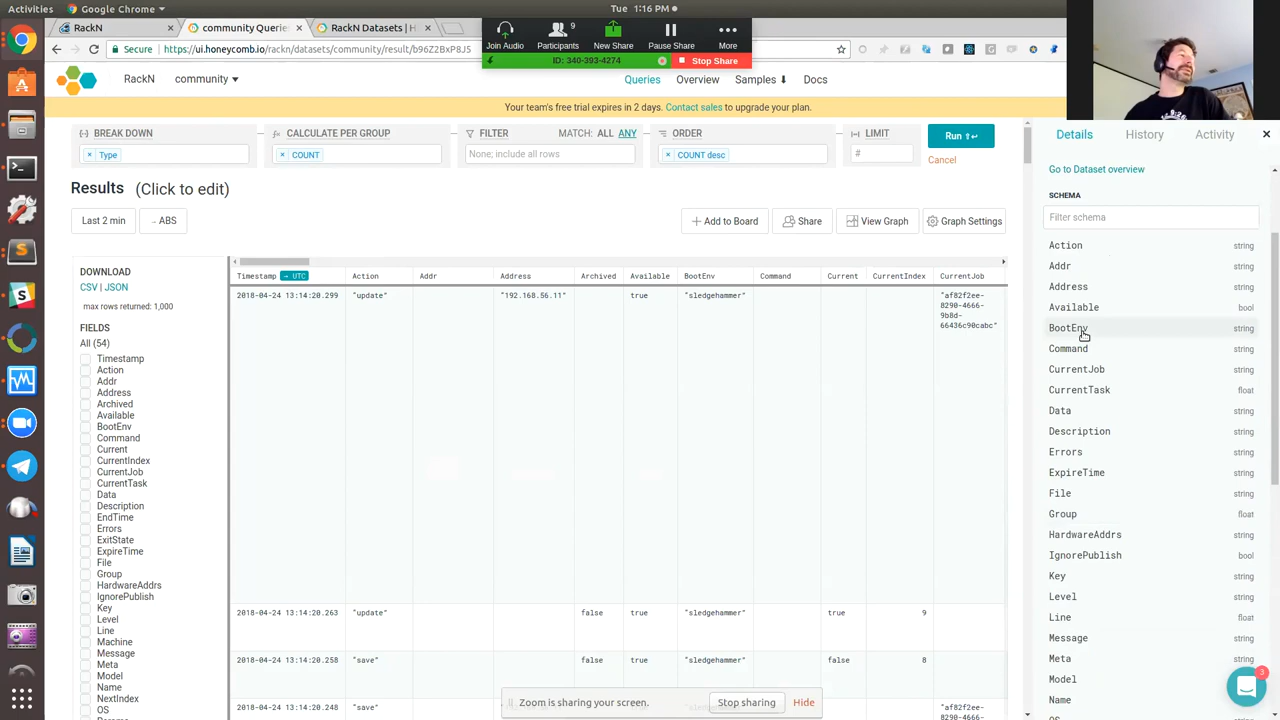 Activities
Tue 1:16 PM
RackN
community Queries
RackN Datasets | H
Secure
https://ui.honeycomb.io/rackn/datasets/community/result/b96Z2BxP8J5
Join Audio
Participants
9
New Share
Pause Share
More
ID: 340-393-4274
Stop Share
RackN
community
Queries
Overview
Samples
Docs
Your team's free trial expires in 2 days. Contact sales to upgrade your plan.
BREAK DOWN
CALCULATE PER GROUP
FILTER
MATCH: ALL ANY
ORDER
LIMIT
Run
Type
COUNT
None; include all rows
COUNT desc
#
Cancel
Results (Click to edit)
Last 2 min
ABS
Add to Board
Share
View Graph
Graph Settings
DOWNLOAD
CSV | JSON
max rows returned: 1,000
FIELDS
All (54)
Timestamp
Action
Addr
Address
Archived
Available
BootEnv
Command
Current
CurrentIndex
CurrentJob
CurrentTask
Data
Description
EndTime
Errors
ExitState
ExpireTime
File
Group
HardwareAddrs
IgnorePublish
Key
Level
Line
Machine
Message
Meta
Model
Name
NextIndex
OS
Timestamp → UTC Action Addr Address Archived Available BootEnv Command Current CurrentIndex CurrentJob
2018-04-24 13:14:20.299 "update" "192.168.56.11" true "sledgehammer" "af82f2ee-
8290-4666-
9b8d-
66436c90cabc"
2018-04-24 13:14:20.263 "update" false true "sledgehammer" true 9
2018-04-24 13:14:20.258 "save" false true "sledgehammer" false 8
2018-04-24 13:14:20.248 "save" true "sledgehammer" "af82f2ee-
Zoom is sharing your screen.
Stop sharing
Hide
Details
History
Activity
Go to Dataset overview
SCHEMA
Filter schema
Action string
Addr string
Address string
Available bool
BootEnv string
Command string
CurrentJob string
CurrentTask float
Data string
Description string
Errors string
ExpireTime string
File string
Group float
HardwareAddrs string
IgnorePublish bool
Key string
Level string
Line float
Message string
Meta string
Model string
Name string
3